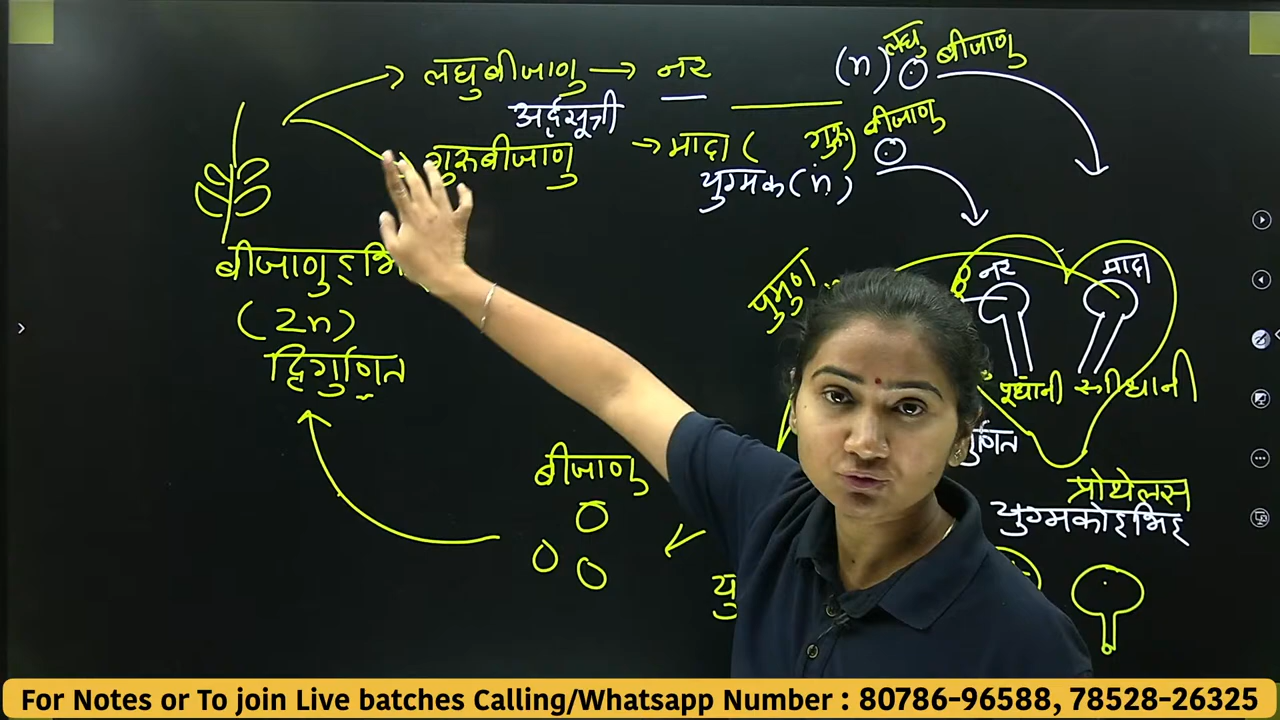 लघुबीजाणु → नर
अर्द्धसूत्री
गुरुबीजाणु → मादा (
युग्मक (n)
(n) लघु बीजाणु
गुरु) बीजाणु
बीजाणुद्भि
(2n)
द्विगुणित
बीजाणु
नर
मादा
स्त्रीधानी
प्रोथेलस
युग्मकोद्भिद्
For Notes or To join Live batches Calling/Whatsapp Number : 80786-96588, 78528-26325